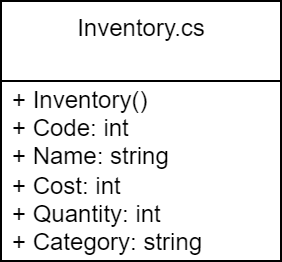 Inventory.cs
+ Inventory()
+ Code: int
+ Name: string
+ Cost: int
+ Quantity: int
+ Category: string